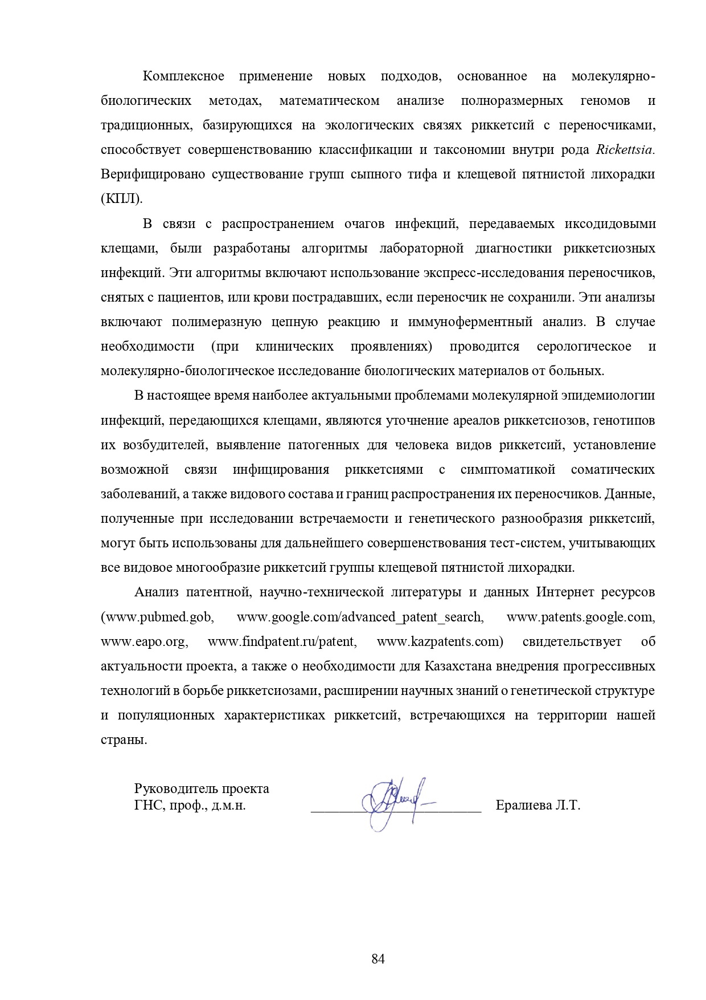 Комплексное применение новых подходов, основанное на молекулярно-
биологических методах, математическом анализе полноразмерных геномов и
традиционных, базирующихся на экологических связях риккетсий с переносчиками,
способствует совершенствованию классификации и таксономии внутри рода Rickettsia.
Верифицировано существование групп сыпного тифа и клещевой пятнистой лихорадки
(КПЛ).
В связи с распространением очагов инфекций, передаваемых иксодидовыми
клещами, были разработаны алгоритмы лабораторной диагностики риккетсиозных
инфекций. Эти алгоритмы включают использование экспресс-исследования переносчиков,
снятых с пациентов, или крови пострадавших, если переносчик не сохранили. Эти анализы
включают полимеразную цепную реакцию и иммуноферментный анализ. В случае
необходимости (при клинических проявлениях) проводится серологическое и
молекулярно-биологическое исследование биологических материалов от больных.
В настоящее время наиболее актуальными проблемами молекулярной эпидемиологии
инфекций, передающихся клещами, являются уточнение ареалов риккетсиозов, генотипов
их возбудителей, выявление патогенных для человека видов риккетсий, установление
возможной связи инфицирования риккетсиями с симптоматикой соматических
заболеваний, а также видового состава и границ распространения их переносчиков. Данные,
полученные при исследовании встречаемости и генетического разнообразия риккетсий,
могут быть использованы для дальнейшего совершенствования тест-систем, учитывающих
все видовое многообразие риккетсий группы клещевой пятнистой лихорадки.
Анализ патентной, научно-технической литературы и данных Интернет ресурсов
(www.pubmed.gob, www.google.com/advanced_patent_search, www.patents.google.com,
www.eapo.org, www.findpatent.ru/patent, www.kazpatents.com) свидетельствует об
актуальности проекта, а также о необходимости для Казахстана внедрения прогрессивных
технологий в борьбе риккетсиозами, расширении научных знаний о генетической структуре
и популяционных характеристиках риккетсий, встречающихся на территории нашей
страны.
Руководитель проекта
ГНС, проф., д.м.н. Ералиева Л.Т.
84